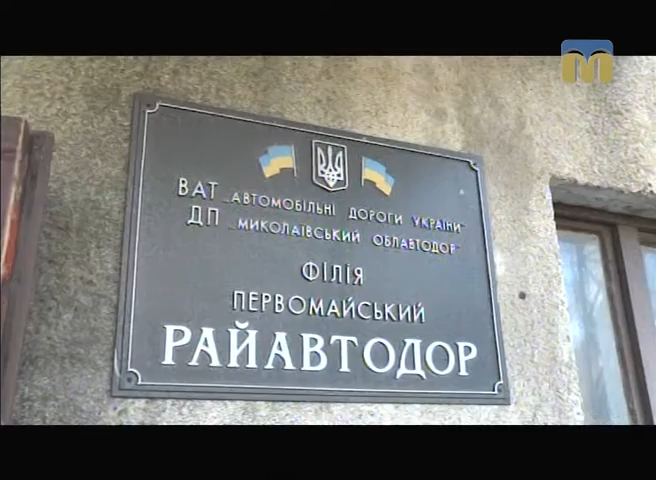 ВАТ „АВТОМОБІЛЬНІ ДОРОГИ УКРАЇНИ"
ДП „МИКОЛАЇВСЬКИЙ ОБЛАВТОДОР"
ФІЛІЯ
ПЕРВОМАЙСЬКИЙ
РАЙАВТОДОР